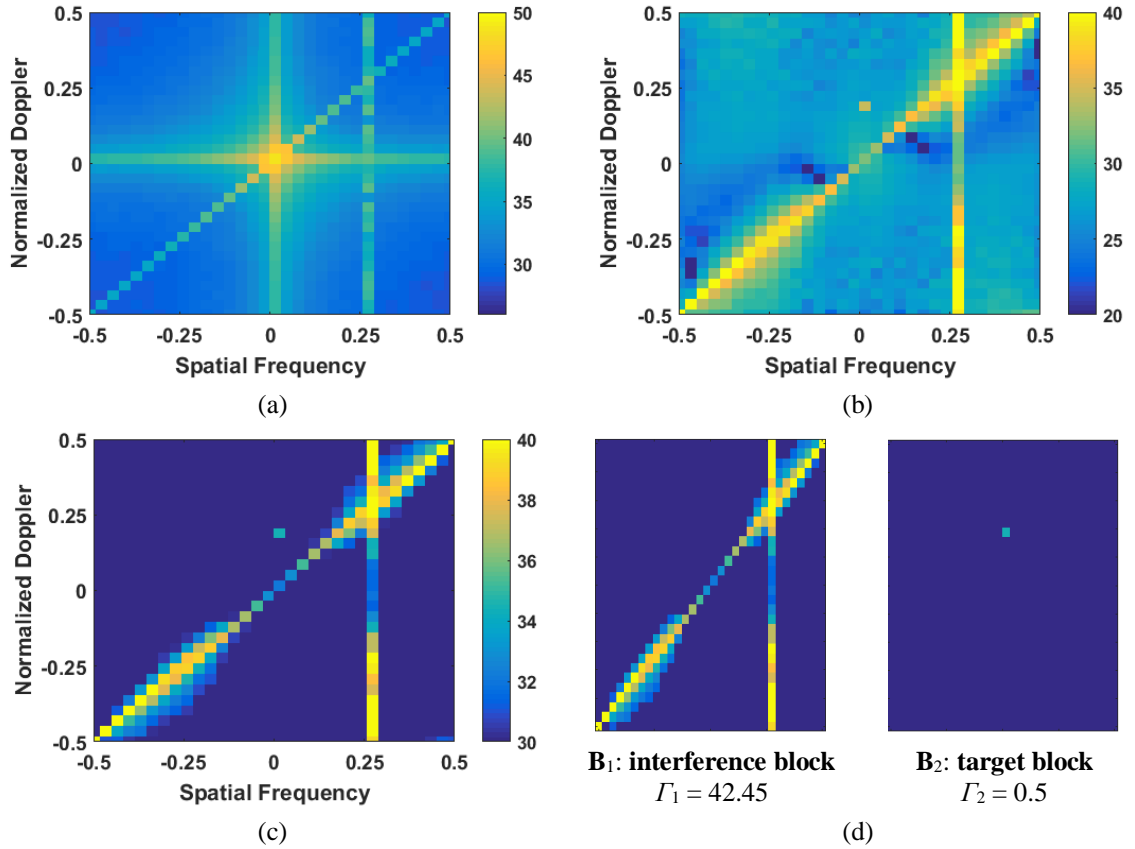 0.5
0.25
0
-0.25
-0.5
Normalized Doppler
-0.5 0 0.25 0.5
Spatial Frequency
50
45
40
35
30
(a)
0.5
0.25
0
-0.25
-0.5
Normalized Doppler
-0.5 -0.25 0 0.25 0.5
Spatial Frequency
40
35
30
25
20
(b)
0.5
0.25
0
-0.25
-0.5
Normalized Doppler
-0.5 -0.25 0 0.25 0.5
Spatial Frequency
40
38
36
34
32
30
(c)
B₁: interference block
Γ₁ = 42.45
B₂: target block
Γ₂ = 0.5
(d)